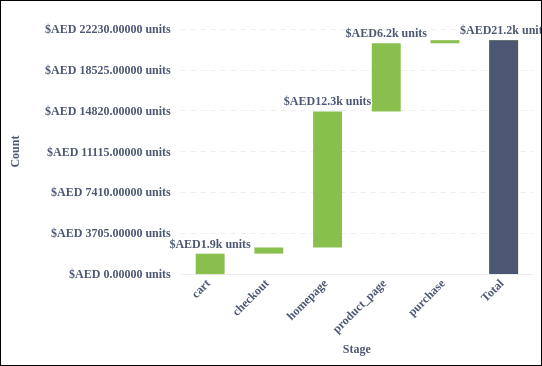 $AED 22230.00000 units
$AED 18525.00000 units
$AED 14820.00000 units
$AED 11115.00000 units
$AED 7410.00000 units
$AED 3705.00000 units
$AED 0.00000 units
Count
$AED1.9k units
$AED12.3k units
$AED6.2k units
$AED21.2k unit
cart
checkout
homepage
product_page
purchase
Total
Stage